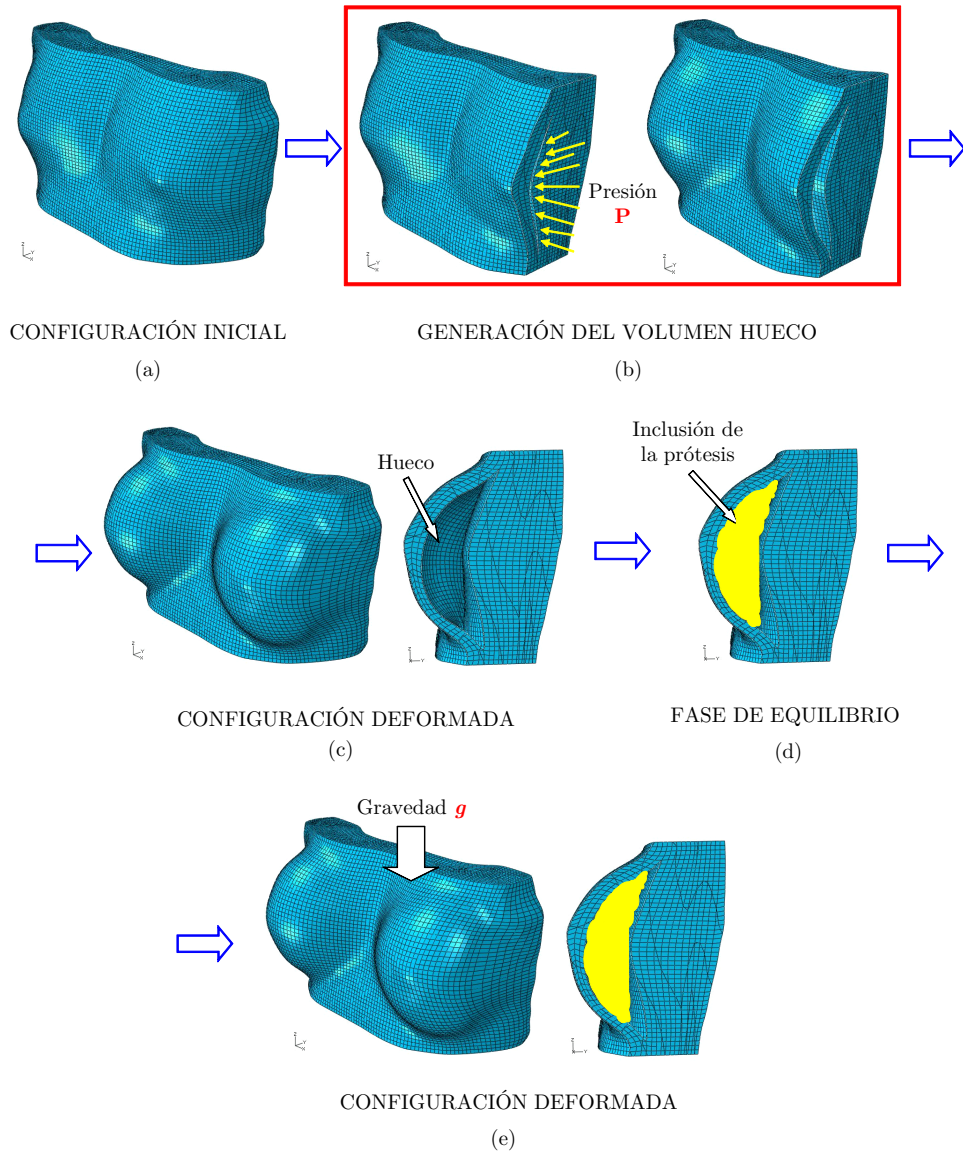 Presión
P
CONFIGURACIÓN INICIAL
(a)
GENERACIÓN DEL VOLUMEN HUECO
(b)
Hueco
Inclusión de
la prótesis
CONFIGURACIÓN DEFORMADA
(c)
FASE DE EQUILIBRIO
(d)
Gravedad g
CONFIGURACIÓN DEFORMADA
(e)